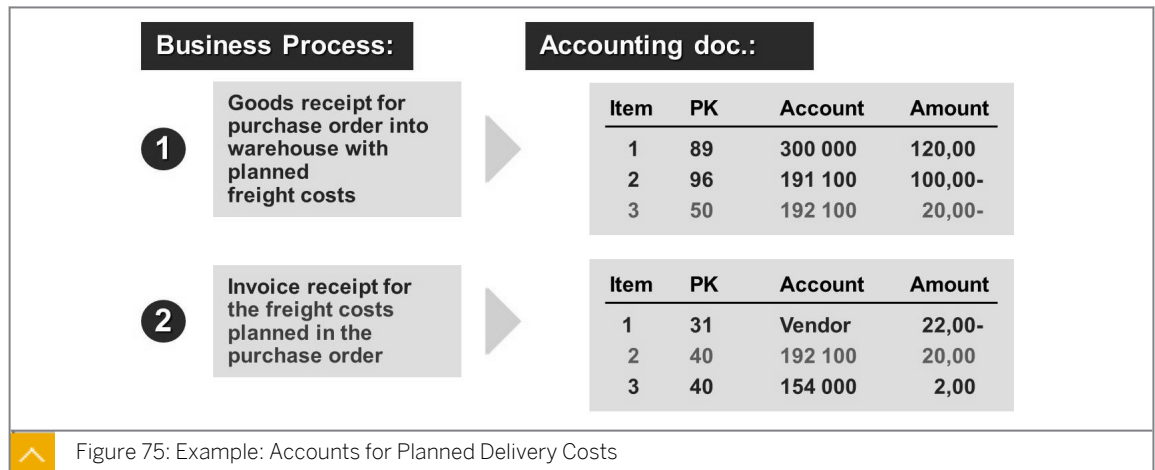 Business Process:
Accounting doc.:
1
Goods receipt for
purchase order into
warehouse with
planned
freight costs
Item PK Account Amount
1 89 300 000 120,00
2 96 191 100 100,00-
3 50 192 100 20,00-
2
Invoice receipt for
the freight costs
planned in the
purchase order
Item PK Account Amount
1 31 Vendor 22,00-
2 40 192 100 20,00
3 40 154 000 2,00
Figure 75: Example: Accounts for Planned Delivery Costs